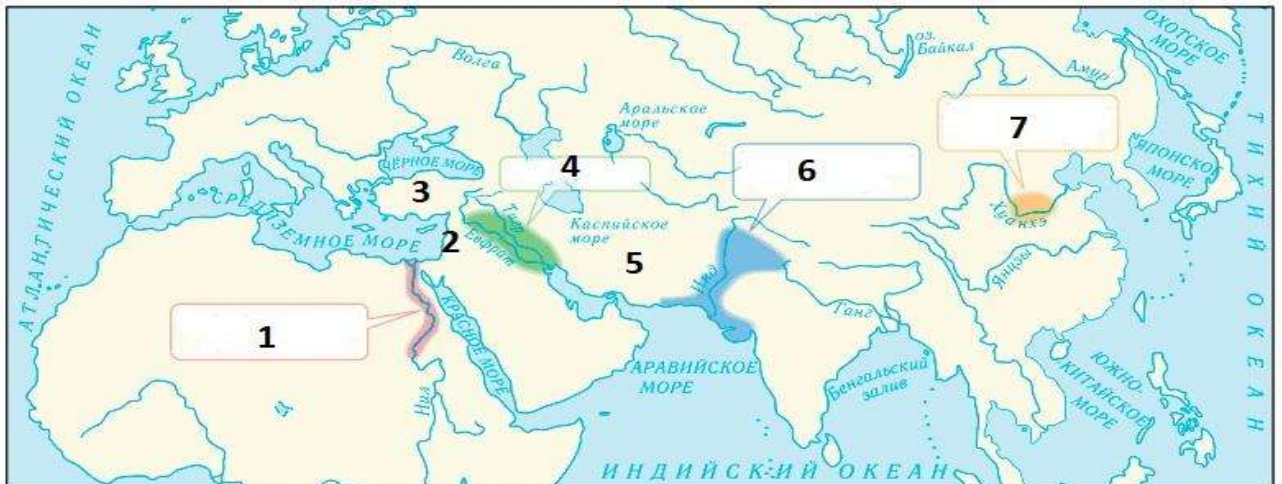 АТЛАНТИЧЕСКИЙ ОКЕАН
Волга
оз.
Байкал
ОХОТСКОЕ
МОРЕ
Амур
Аральское
море
7
ЯПОНСКОЕ
МОРЕ
ТИХИЙ ОКЕАН
ЧЁРНОЕ МОРЕ
4
6
3
СРЕДИЗЕМНОЕ МОРЕ
Тигр
Евфрат
Каспийское
море
Хуанхэ
2
5
Инд
Янцзы
1
КРАСНОЕ МОРЕ
Ганг
АРАВИЙСКОЕ
МОРЕ
Бенгальский
залив
ЮЖНО-
КИТАЙСКОЕ
МОРЕ
Нил
ИНДИЙСКИЙ ОКЕАН